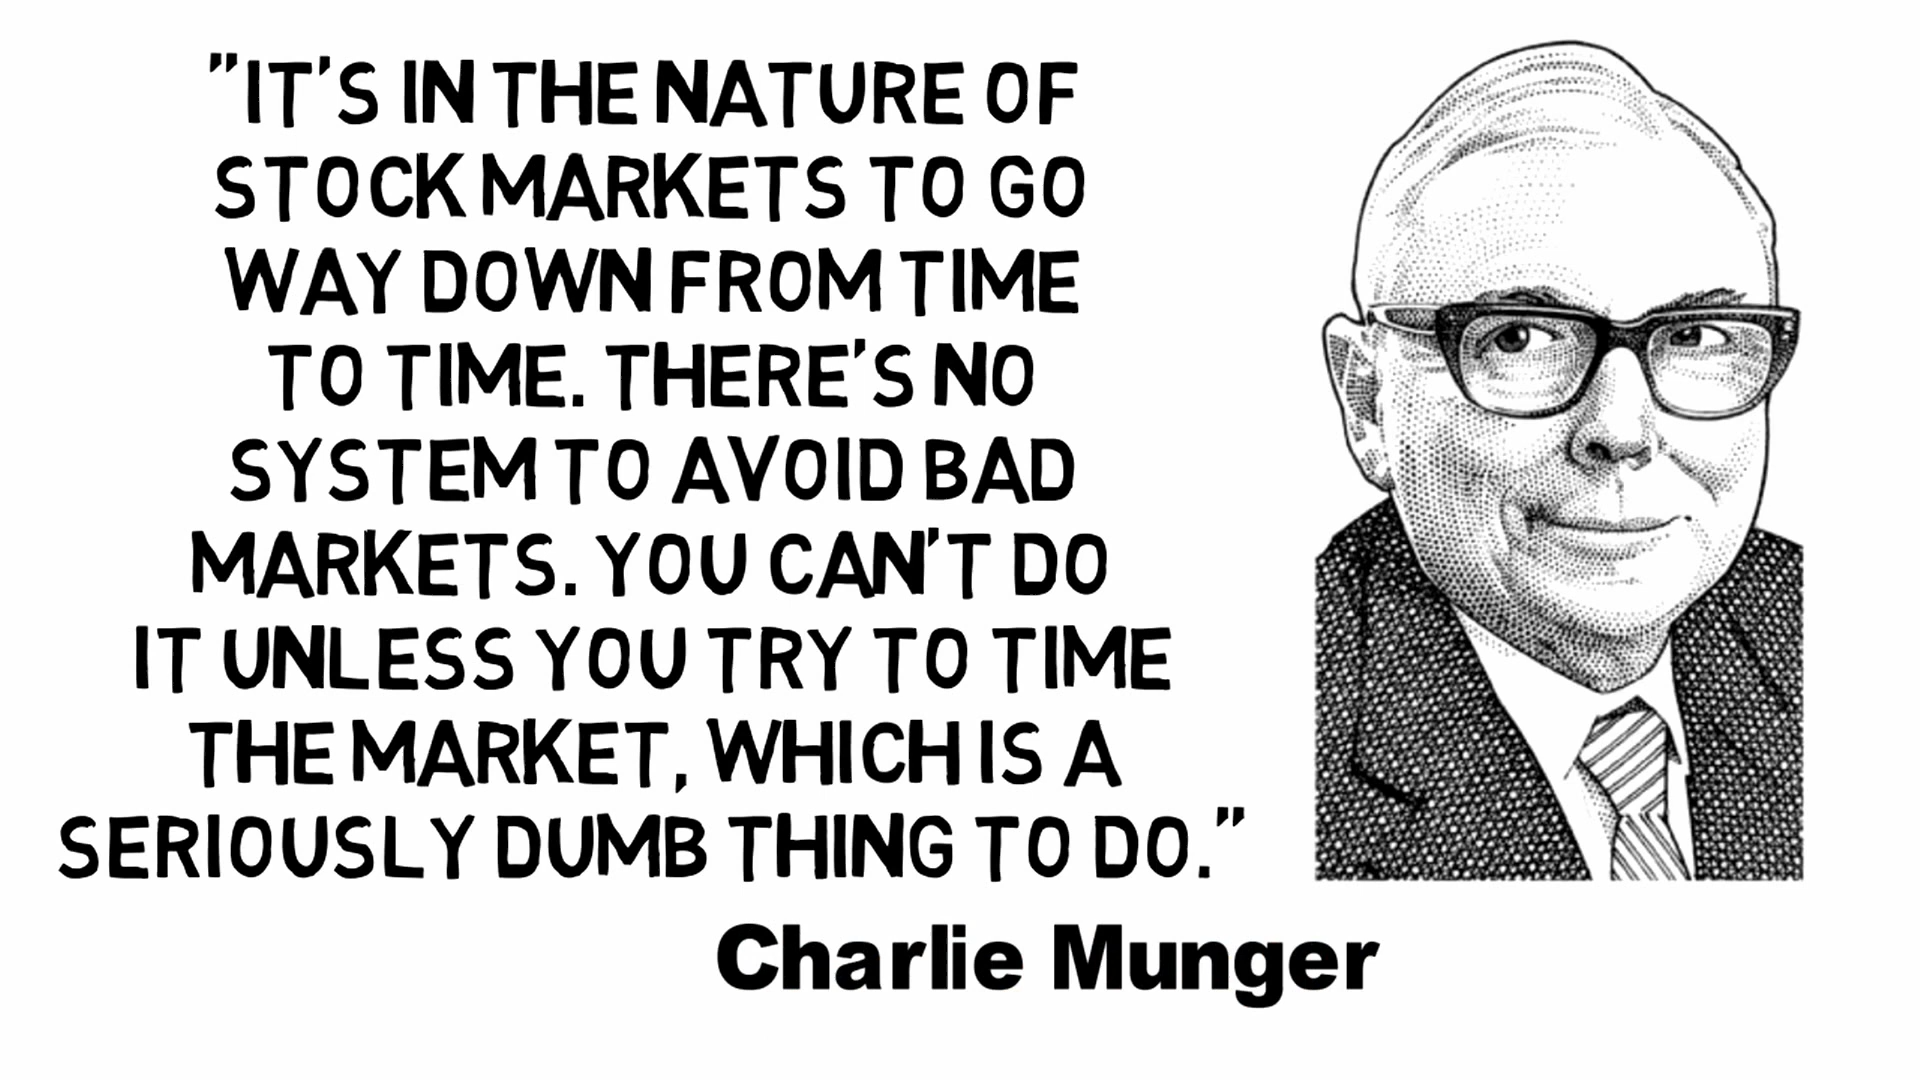 "IT'S IN THE NATURE OF
STOCK MARKETS TO GO
WAY DOWN FROM TIME
TO TIME. THERE'S NO
SYSTEM TO AVOID BAD
MARKETS. YOU CAN'T DO
IT UNLESS YOU TRY TO TIME
THE MARKET, WHICH IS A
SERIOUSLY DUMB THING TO DO."
Charlie Munger